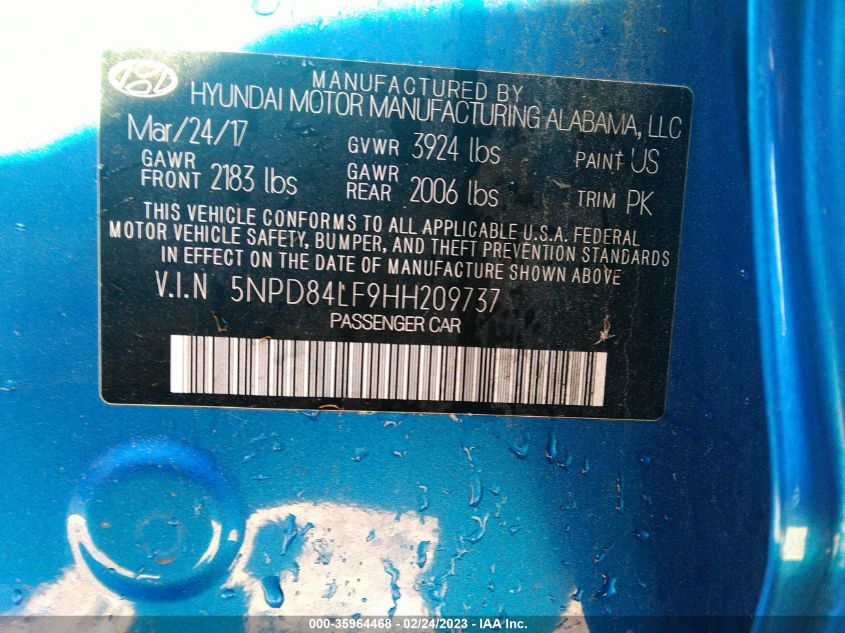 MANUFACTURED BY
HYUNDAI MOTOR MANUFACTURING ALABAMA, LLC
Mar/24/17 GVWR 3924 lbs PAINT US
GAWR FRONT 2183 lbs GAWR REAR 2006 lbs TRIM PK
THIS VEHICLE CONFORMS TO ALL APPLICABLE U.S.A. FEDERAL
MOTOR VEHICLE SAFETY, BUMPER, AND THEFT PREVENTION STANDARDS
IN EFFECT ON THE DATE OF MANUFACTURE SHOWN ABOVE
V.I.N 5NPD84LF9HH209737
PASSENGER CAR
000-35964468 - 02/24/2023 - IAA Inc.